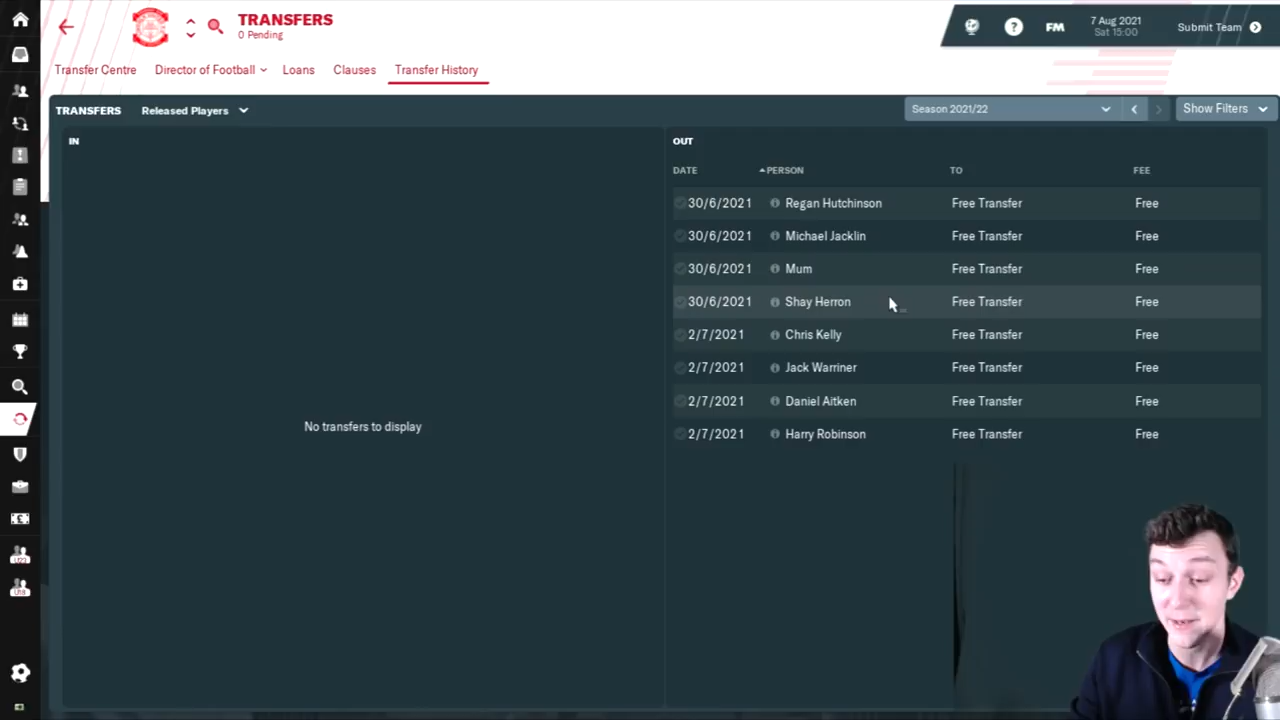 TRANSFERS
0 Pending
7 Aug 2021
Sat 15:00
FM
?
Submit Team
Transfer Centre
Director of Football
Loans
Clauses
Transfer History
TRANSFERS Released Players
Season 2021/22
Show Filters
IN
No transfers to display
OUT
DATE PERSON TO FEE
30/6/2021 Regan Hutchinson Free Transfer Free
30/6/2021 Michael Jacklin Free Transfer Free
30/6/2021 Mum Free Transfer Free
30/6/2021 Shay Herron Free Transfer Free
2/7/2021 Chris Kelly Free Transfer Free
2/7/2021 Jack Warriner Free Transfer Free
2/7/2021 Daniel Aitken Free Transfer Free
2/7/2021 Harry Robinson Free Transfer Free
U23
U18